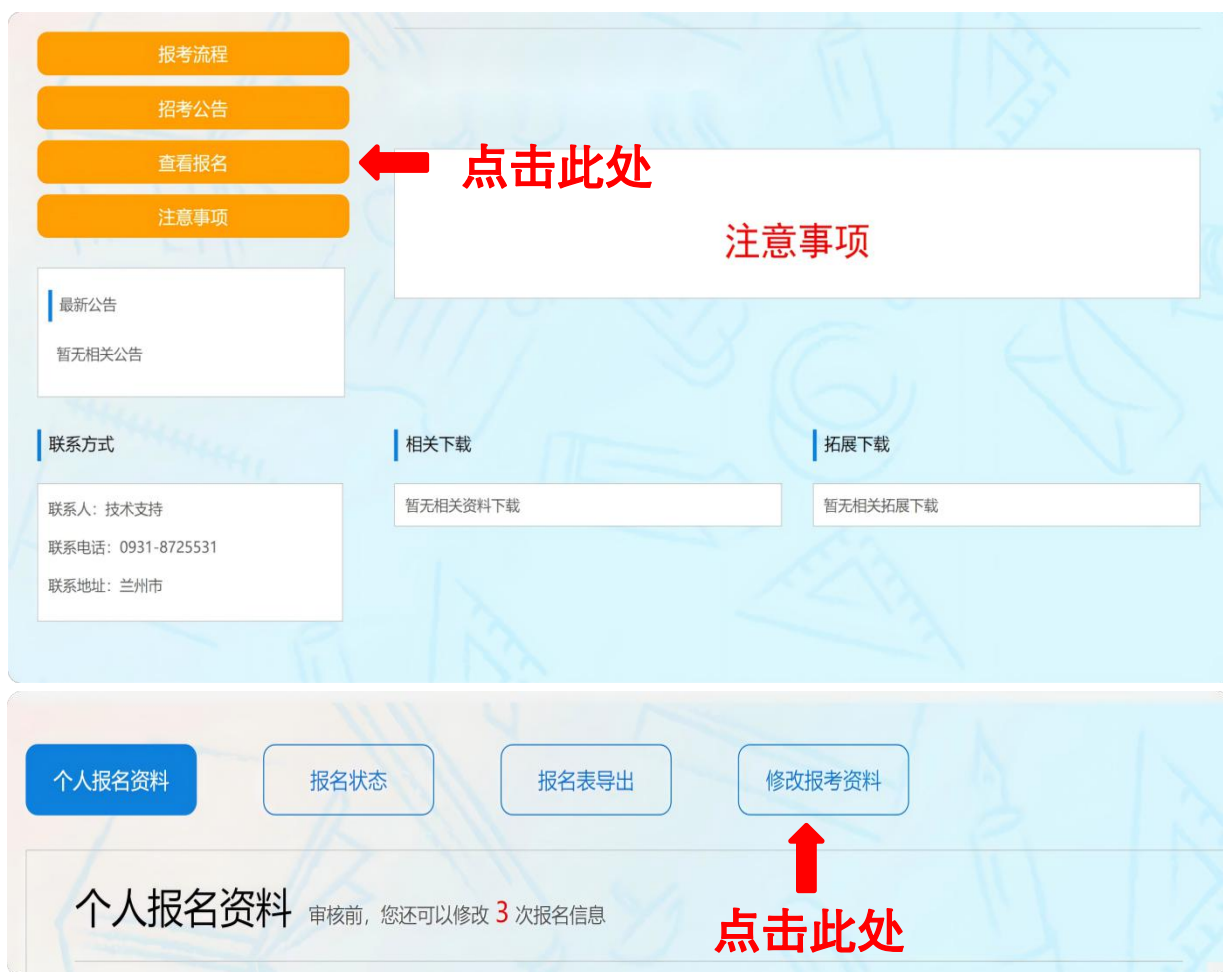 报考流程
招考公告
查看报名
点击此处
注意事项
注意事项
最新公告
暂无相关公告
联系方式
联系人：技术支持
联系电话：0931-8725531
联系地址：兰州市
相关下载
暂无相关资料下载
拓展下载
暂无相关拓展下载
个人报名资料
报名状态
报名表导出
修改报考资料
个人报名资料 审核前，您还可以修改 3 次报名信息
点击此处